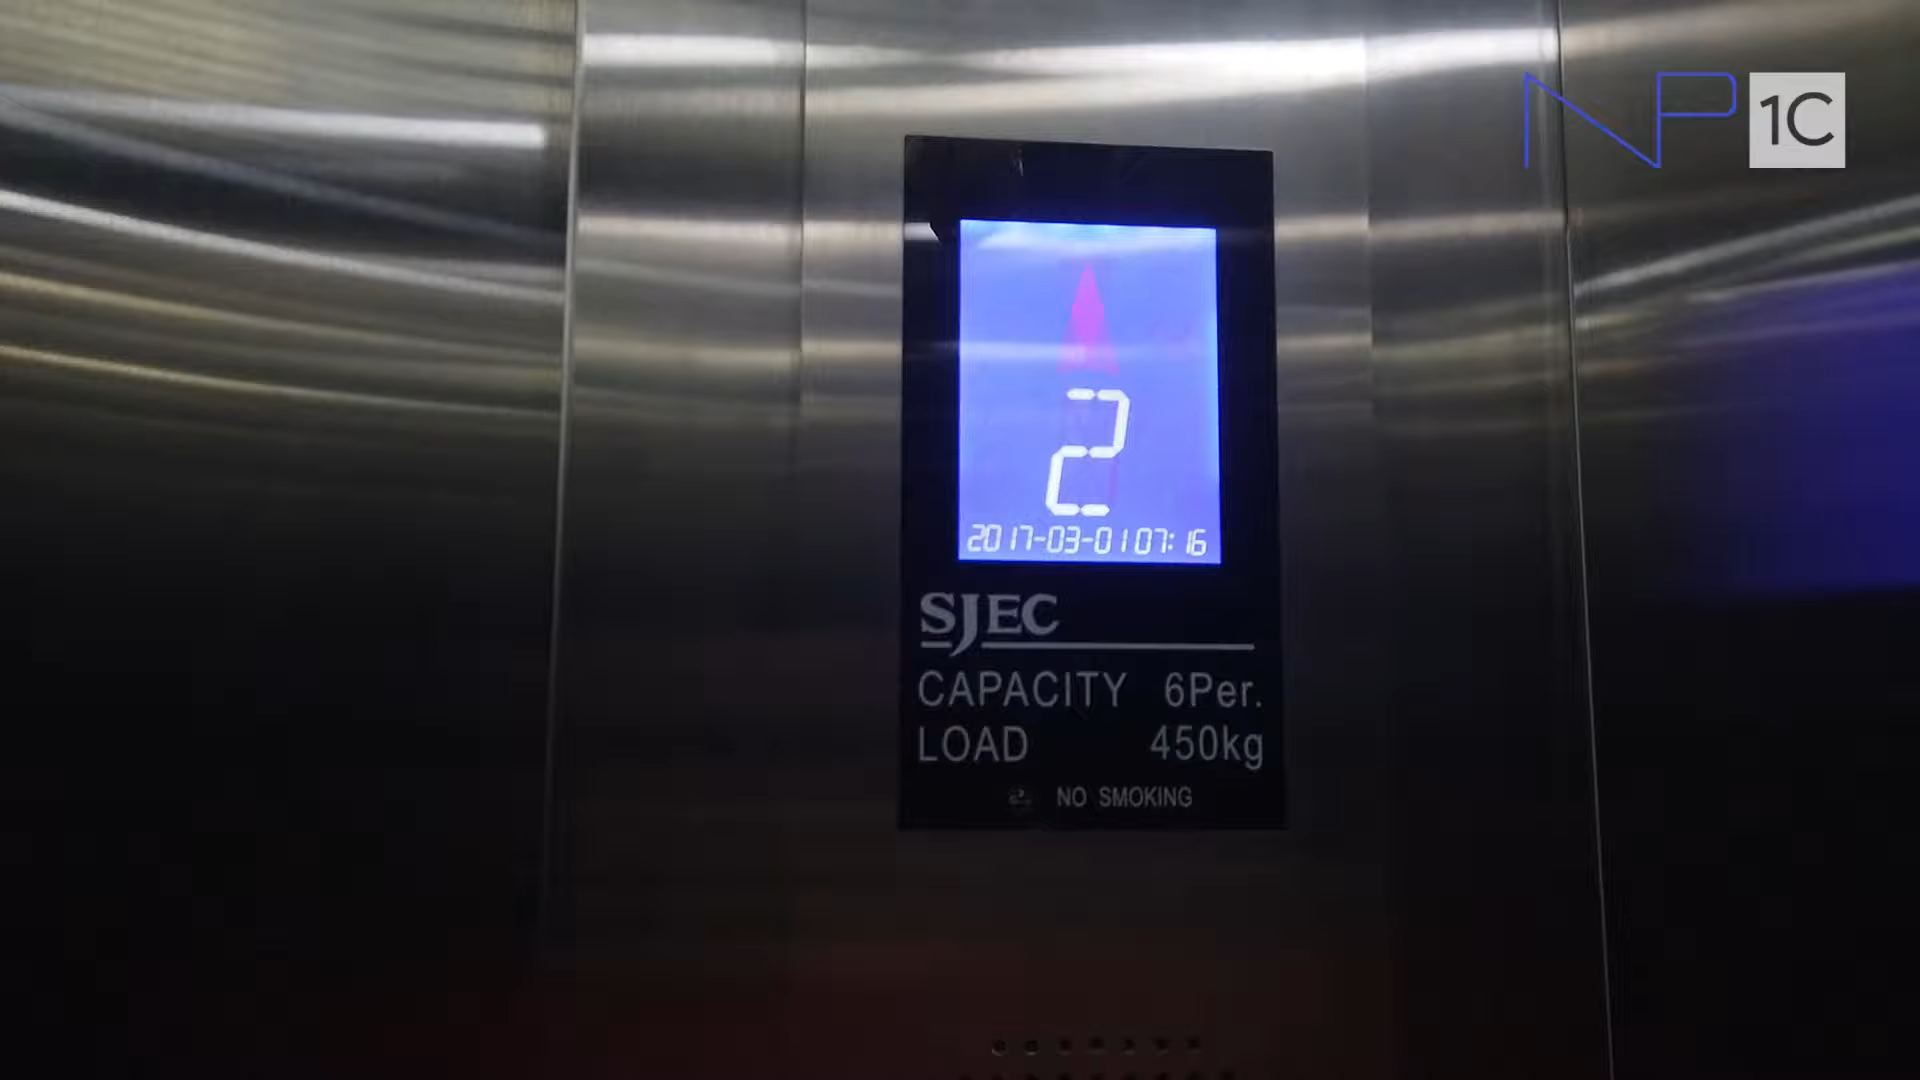 NP 1C
2
2017-03-01 07:16
SJEC
CAPACITY 6Per.
LOAD 450kg
NO SMOKING